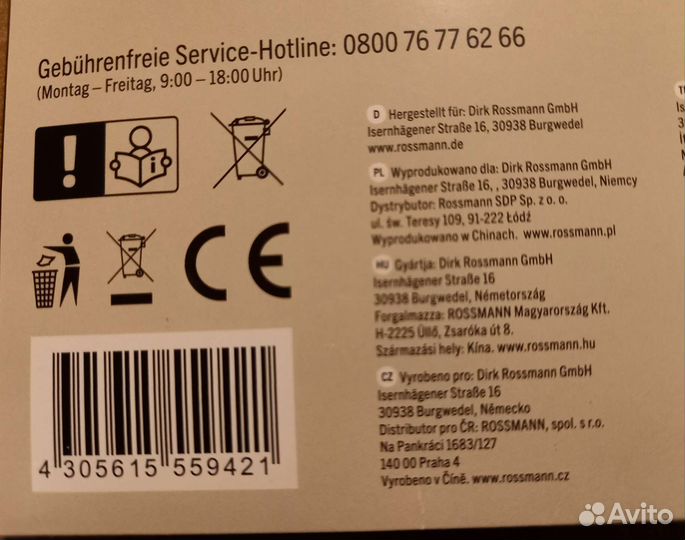 Gebührenfreie Service-Hotline: 0800 76 77 62 66
(Montag – Freitag, 9:00 – 18:00 Uhr)
i
CE
4 305615 559421
D Hergestellt für: Dirk Rossmann GmbH
Isernhägener Straße 16, 30938 Burgwedel
www.rossmann.de
PL Wyprodukowano dla: Dirk Rossmann GmbH
Isernhägener Straße 16, , 30938 Burgwedel, Niemcy
Dystrybutor: Rossmann SDP Sp. z o. o.
ul. św. Teresy 109, 91-222 Łódź
Wyprodukowano w Chinach. www.rossmann.pl
HU Gyártja: Dirk Rossmann GmbH
Isernhägener Straße 16
30938 Burgwedel, Németország
Forgalmazza: ROSSMANN Magyarország Kft.
H-2225 Üllő, Zsaróka út 8.
Származási hely: Kína. www.rossmann.hu
CZ Vyrobeno pro: Dirk Rossmann GmbH
Isernhägener Straße 16
30938 Burgwedel, Německo
Distributor pro ČR: ROSSMANN, spol. s r.o.
Na Pankráci 1683/127
140 00 Praha 4
Vyrobeno v Číně. www.rossmann.cz
Avito